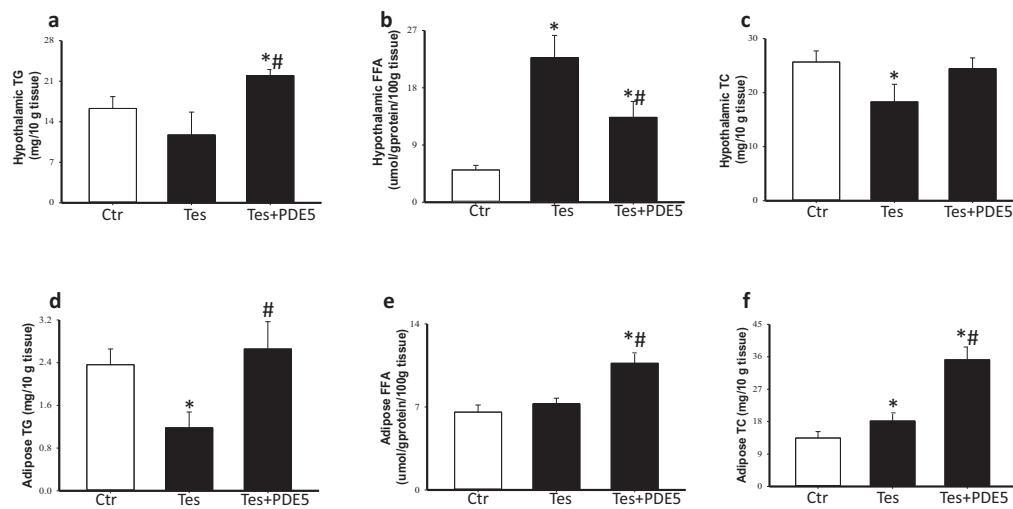 a
Hypothalamic TG
(mg/10 g tissue)
28
21
14
7
0
*#
Ctr
Tes
Tes+PDE5
b
Hypothalamic FFA
(umol/gprotein/100g tissue)
27
18
9
0
*
*#
Ctr
Tes
Tes+PDE5
c
Hypothalamic TC
(mg/10 g tissue)
30
20
10
0
*
Ctr
Tes
Tes+PDE5
d
Adipose TG (mg/10 g tissue)
3.2
2.4
1.6
0.8
0.0
*
#
Ctr
Tes
Tes+PDE5
e
Adipose FFA
(umol/gprotein/100g tissue)
14
7
0
*#
Ctr
Tes
Tes+PDE5
f
Adipose TC (mg/10 g tissue)
45
36
27
18
9
0
*
*#
Ctr
Tes
Tes+PDE5